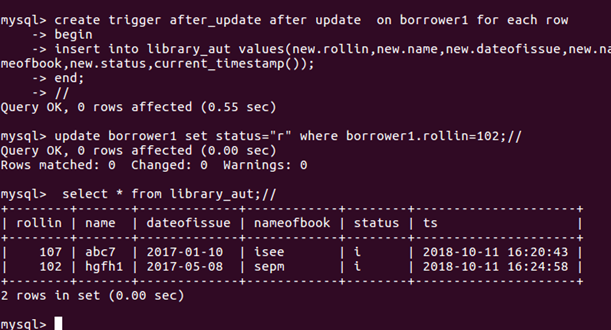 mysql> create trigger after_update after update  on borrower1 for each row
    -> begin
    -> insert into library_aut values(new.rollin,new.name,new.dateofissue,new.na
meofbook,new.status,current_timestamp());
    -> end;
    -> //
Query OK, 0 rows affected (0.55 sec)
mysql> update borrower1 set status="r" where borrower1.rollin=102;//
Query OK, 0 rows affected (0.00 sec)
Rows matched: 0  Changed: 0  Warnings: 0
mysql>  select * from library_aut;//
+--------+-------+-------------+------------+--------+---------------------+
| rollin | name  | dateofissue | nameofbook | status | ts                  |
+--------+-------+-------------+------------+--------+---------------------+
|    107 | abc7  | 2017-01-10  | isee       | i      | 2018-10-11 16:20:43 |
|    102 | hgfh1 | 2017-05-08  | sepm       | i      | 2018-10-11 16:24:58 |
+--------+-------+-------------+------------+--------+---------------------+
2 rows in set (0.00 sec)
mysql>